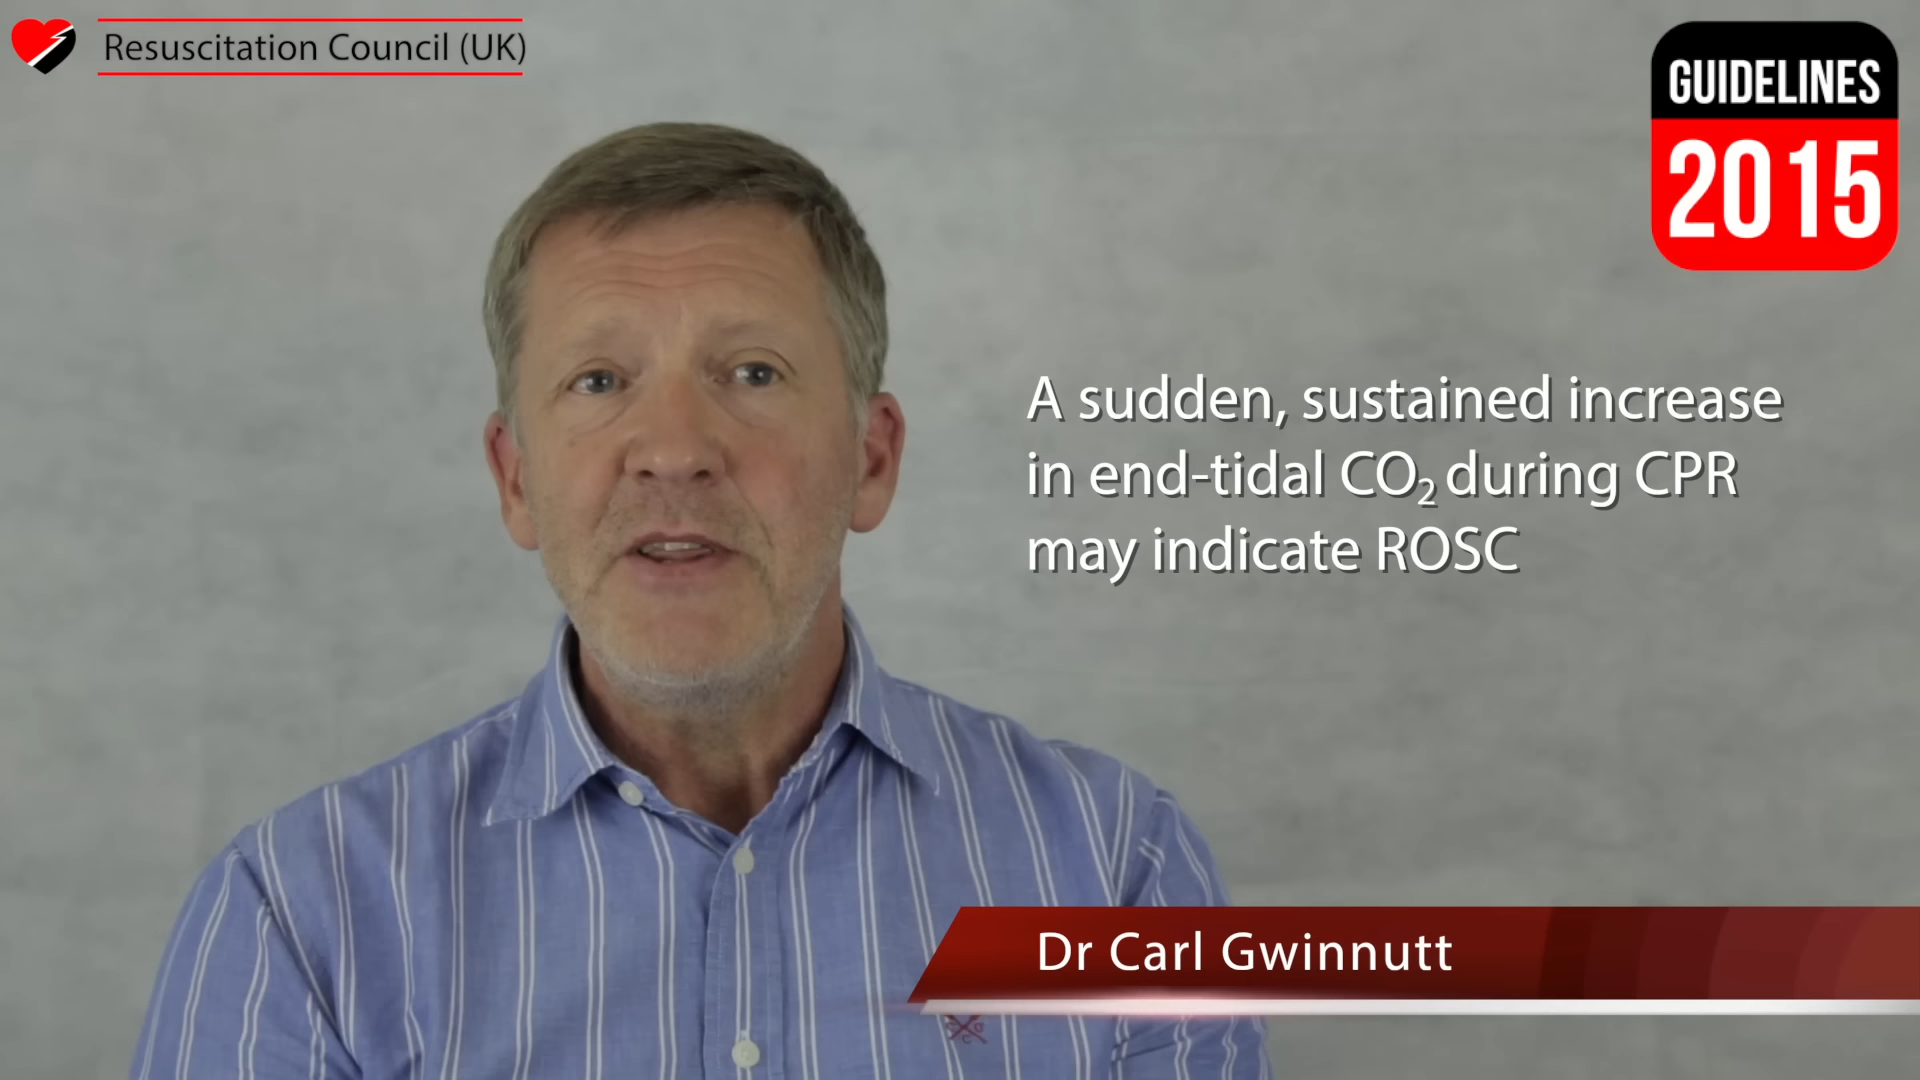 Resuscitation Council (UK)
GUIDELINES
2015
A sudden, sustained increase
in end-tidal CO₂ during CPR
may indicate ROSC
Dr Carl Gwinnutt